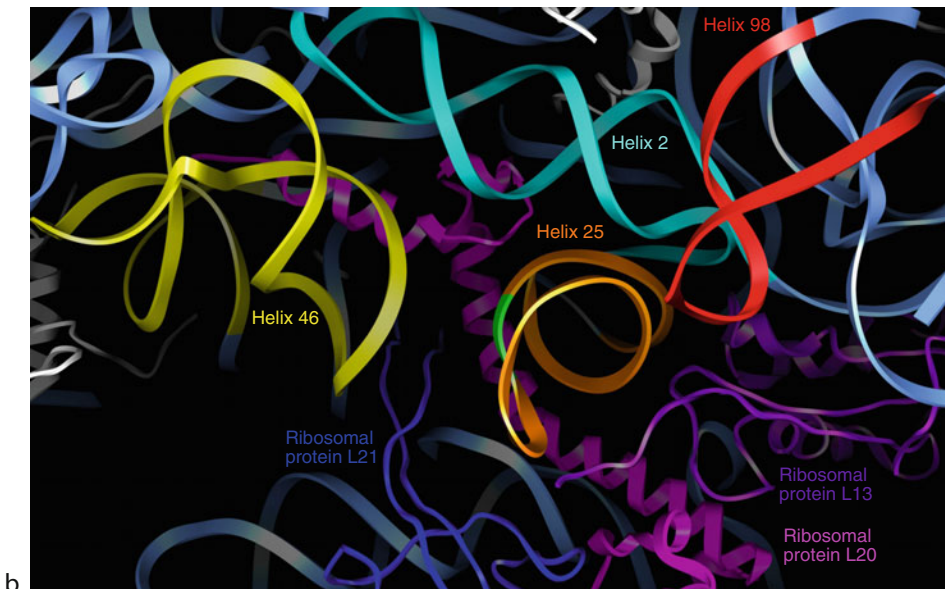 Helix 98
Helix 2
Helix 25
Helix 46
Ribosomal
protein L21
Ribosomal
protein L13
Ribosomal
protein L20
b